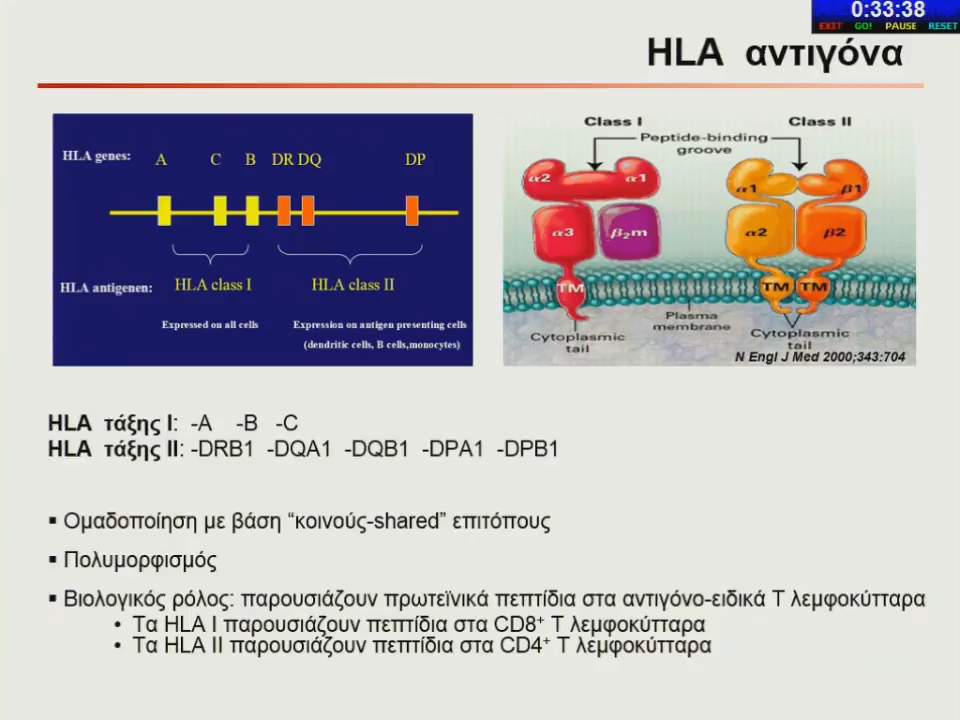 0:33:38
EXIT GO! PAUSE RESET
HLA αντιγόνα
HLA genes: A C B DR DQ DP
HLA antigenen: HLA class I HLA class II
Expressed on all cells Expression on antigen presenting cells
(dendritic cells, B cells,monocytes)
Class I Class II
Peptide-binding
groove
α2 α1 α1 β1
α3 β2m α2 β2
TM TM TM
Plasma
membrane
Cytoplasmic
tail
Cytoplasmic
tail
N Engl J Med 2000;343:704
HLA τάξης I: -A -B -C
HLA τάξης II: -DRB1 -DQA1 -DQB1 -DPA1 -DPB1
▪ Ομαδοποίηση με βάση “κοινούς-shared” επιτόπους
▪ Πολυμορφισμός
▪ Βιολογικός ρόλος: παρουσιάζουν πρωτεϊνικά πεπτίδια στα αντιγόνο-ειδικά Τ λεμφοκύτταρα
• Τα HLA I παρουσιάζουν πεπτίδια στα CD8+ Τ λεμφοκύτταρα
• Τα HLA II παρουσιάζουν πεπτίδια στα CD4+ Τ λεμφοκύτταρα